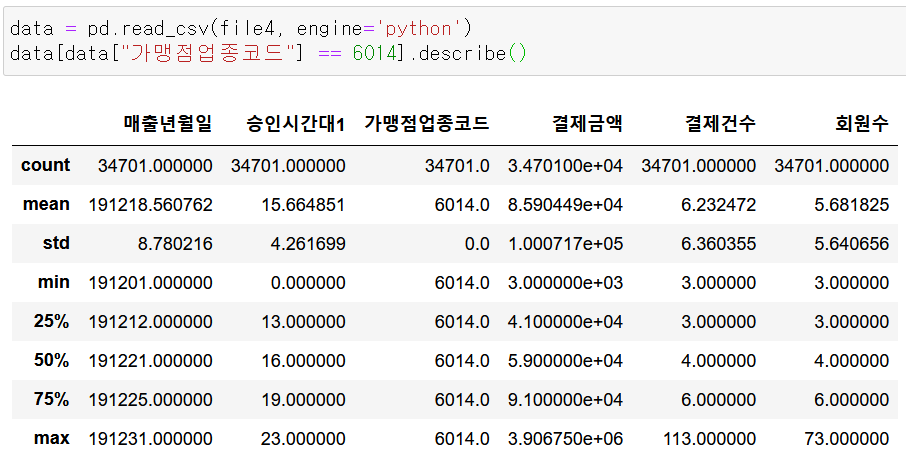 data = pd.read_csv(file4, engine='python')
data[data["가맹점업종코드"] == 6014].describe()
매출년월일 승인시간대1 가맹점업종코드 결제금액 결제건수 회원수
count 34701.000000 34701.000000 34701.0 3.470100e+04 34701.000000 34701.000000
mean 191218.560762 15.664851 6014.0 8.590449e+04 6.232472 5.681825
std 8.780216 4.261699 0.0 1.000717e+05 6.360355 5.640656
min 191201.000000 0.000000 6014.0 3.000000e+03 3.000000 3.000000
25% 191212.000000 13.000000 6014.0 4.100000e+04 3.000000 3.000000
50% 191221.000000 16.000000 6014.0 5.900000e+04 4.000000 4.000000
75% 191225.000000 19.000000 6014.0 9.100000e+04 6.000000 6.000000
max 191231.000000 23.000000 6014.0 3.906750e+06 113.000000 73.000000